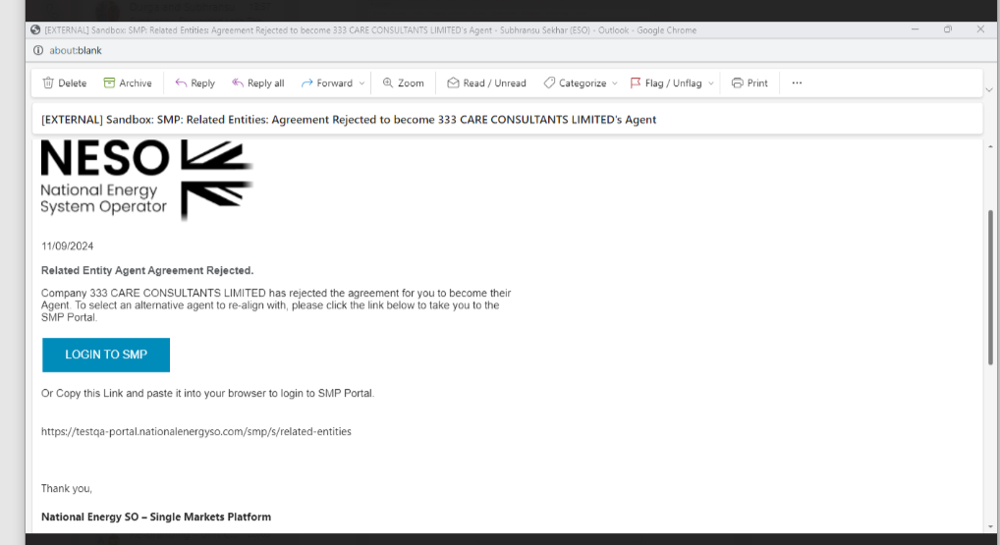 [EXTERNAL] Sandbox: SMP: Related Entities: Agreement Rejected to become 333 CARE CONSULTANTS LIMITED's Agent - Subhransu Sekhar (ESO) - Outlook - Google Chrome
about:blank
Delete Archive Reply Reply all Forward Zoom Read / Unread Categorize Flag / Unflag Print ...
[EXTERNAL] Sandbox: SMP: Related Entities: Agreement Rejected to become 333 CARE CONSULTANTS LIMITED's Agent
NESO
National Energy
System Operator
11/09/2024
Related Entity Agent Agreement Rejected.
Company 333 CARE CONSULTANTS LIMITED has rejected the agreement for you to become their
Agent. To select an alternative agent to re-align with, please click the link below to take you to the
SMP Portal.
LOGIN TO SMP
Or Copy this Link and paste it into your browser to login to SMP Portal.
https://testqa-portal.nationalenergyso.com/smp/s/related-entities
Thank you,
National Energy SO – Single Markets Platform